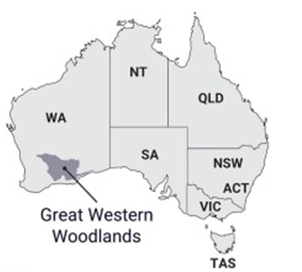 NT
QLD
WA
SA
NSW
ACT
VIC
Great Western
Woodlands
TAS